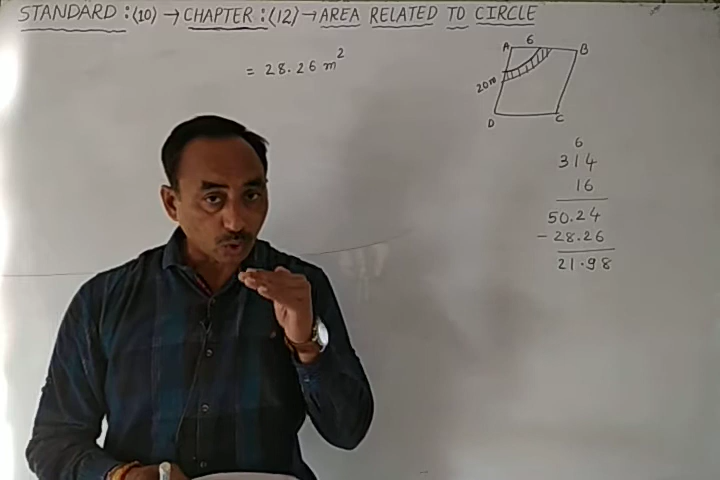 STANDARD :⟨10⟩ → CHAPTER :⟨12⟩ → AREA RELATED TO CIRCLE
= 28.26 m²
A 6 B
20m
D C
6
314
16
50.24
- 28.26
21.98